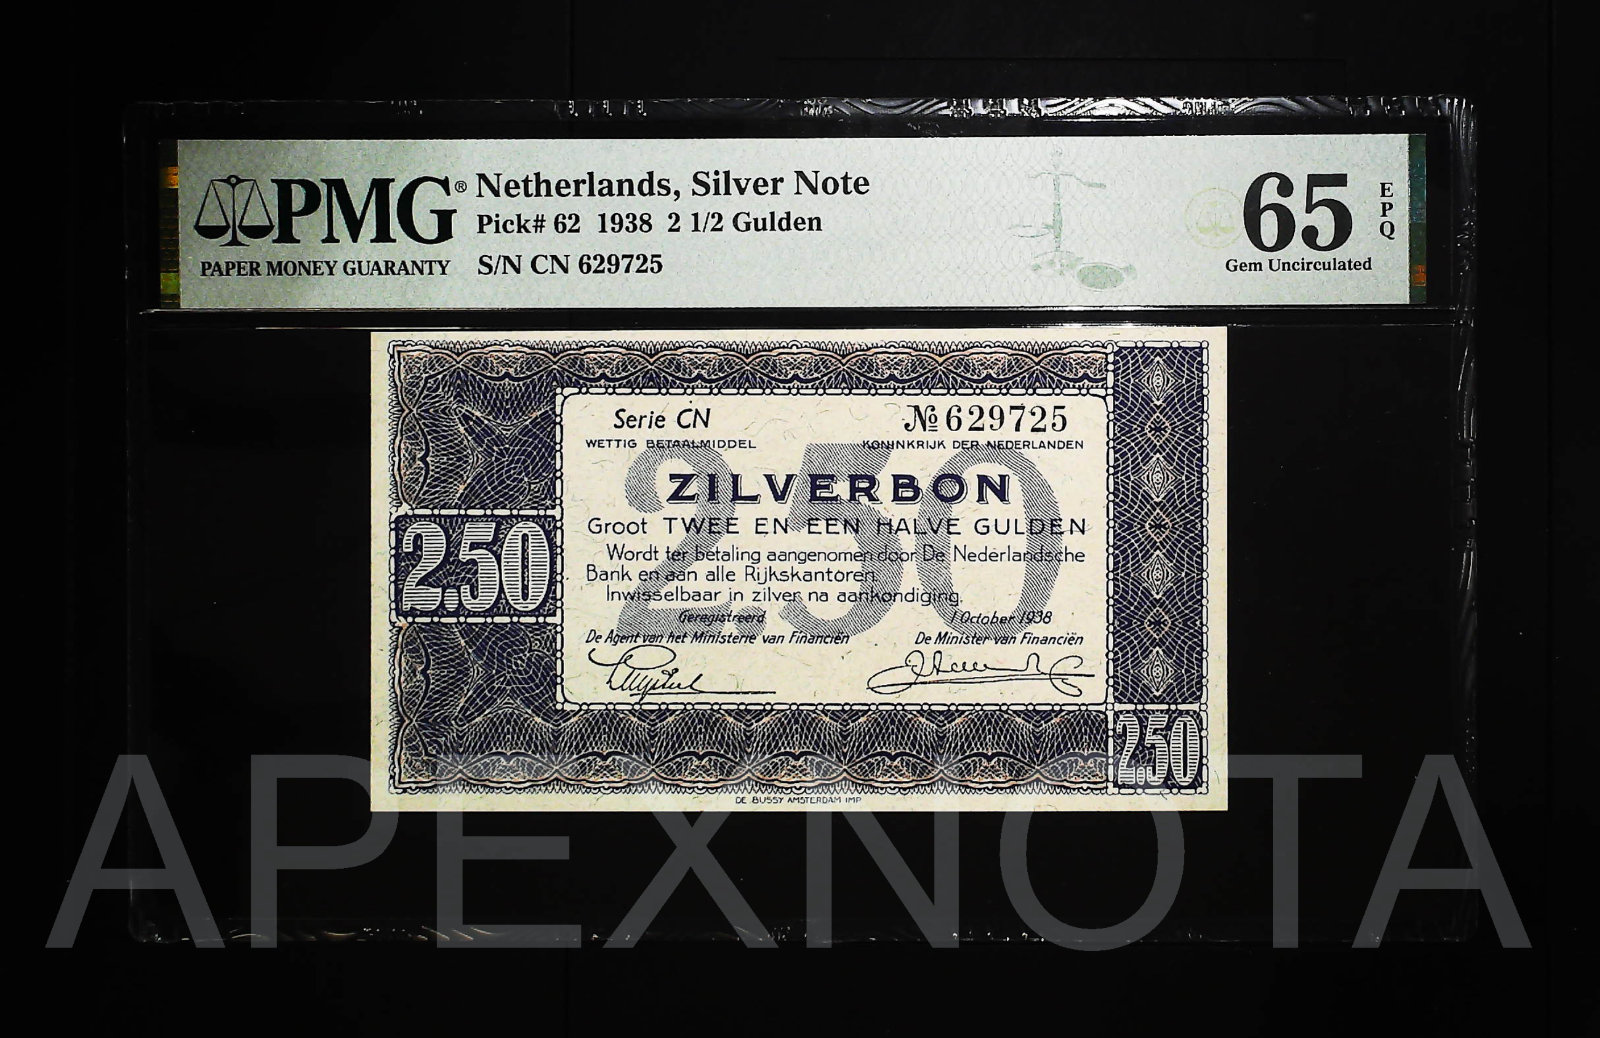 PMG® Netherlands, Silver Note
Pick# 62 1938 2 1/2 Gulden
PAPER MONEY GUARANTY S/N CN 629725
65 EPQ
Gem Uncirculated
Serie CN № 629725
WETTIG BETAALMIDDEL KONINKRIJK DER NEDERLANDEN
2.50
ZILVERBON
Groot TWEE EN EEN HALVE GULDEN
Wordt ter betaling aangenomen door De Nederlandsche
Bank en aan alle Rijkskantoren.
Inwisselbaar in zilver na aankondiging.
2.50
Geregistreerd 1 October 1938
De Agent van het Ministerie van Financiën De Minister van Financiën
2.50
DE BUSSY AMSTERDAM IMP
APEXNOTA